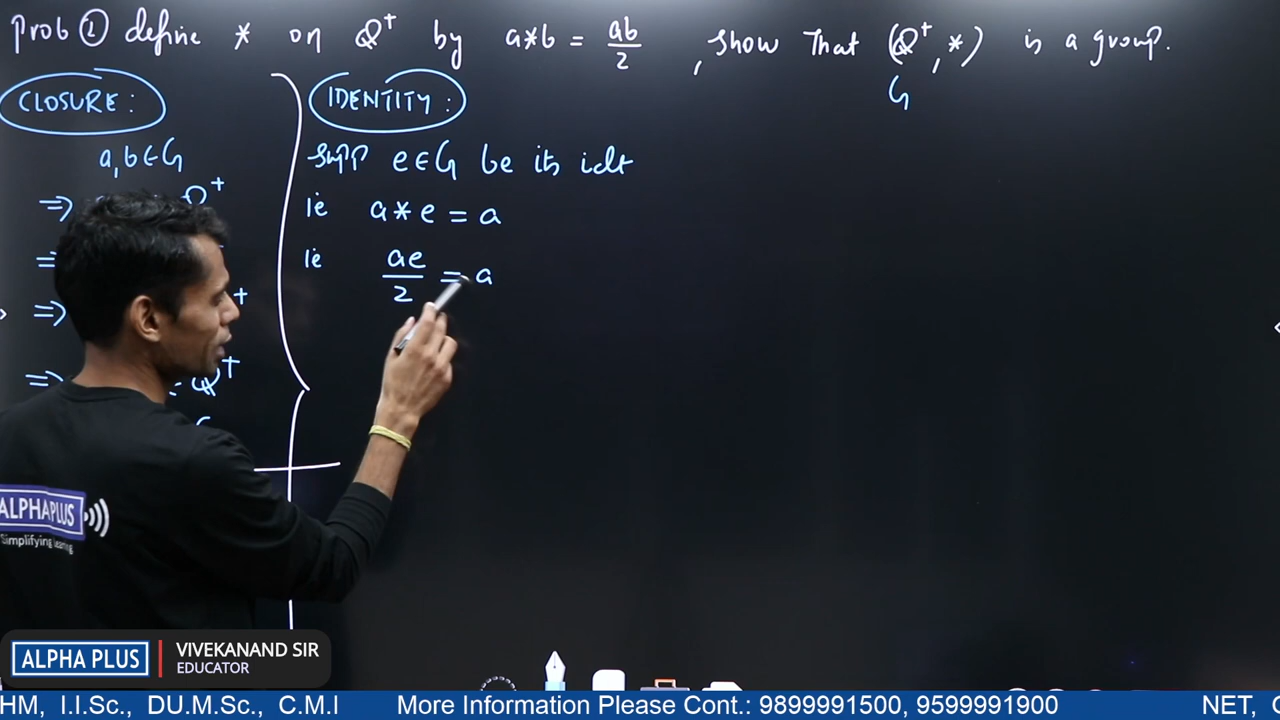 Prob ② define * on Q⁺ by a*b = ab/2 , show that (Q⁺, *) is a group.
G
CLOSURE :
a,b ∈ G
⇒ Q⁺
=
⇒ +
⇒ Q⁺
IDENTITY :
supp e ∈ G be its idt
ie a * e = a
ie ae/2 = a
ALPHAPLUS
Simplifying learning
ALPHA PLUS
VIVEKANAND SIR
EDUCATOR
HM, I.I.Sc., DU.M.Sc., C.M.I More Information Please Cont.: 9899991500, 9599991900 NET,